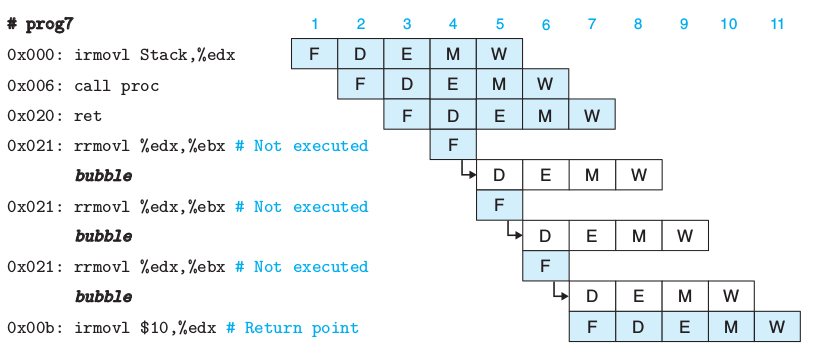 # prog7 1 2 3 4 5 6 7 8 9 10 11
0x000: irmovl Stack,%edx F D E M W
0x006: call proc F D E M W
0x020: ret F D E M W
0x021: rrmovl %edx,%ebx # Not executed F
bubble D E M W
0x021: rrmovl %edx,%ebx # Not executed F
bubble D E M W
0x021: rrmovl %edx,%ebx # Not executed F
bubble D E M W
0x00b: irmovl $10,%edx # Return point F D E M W